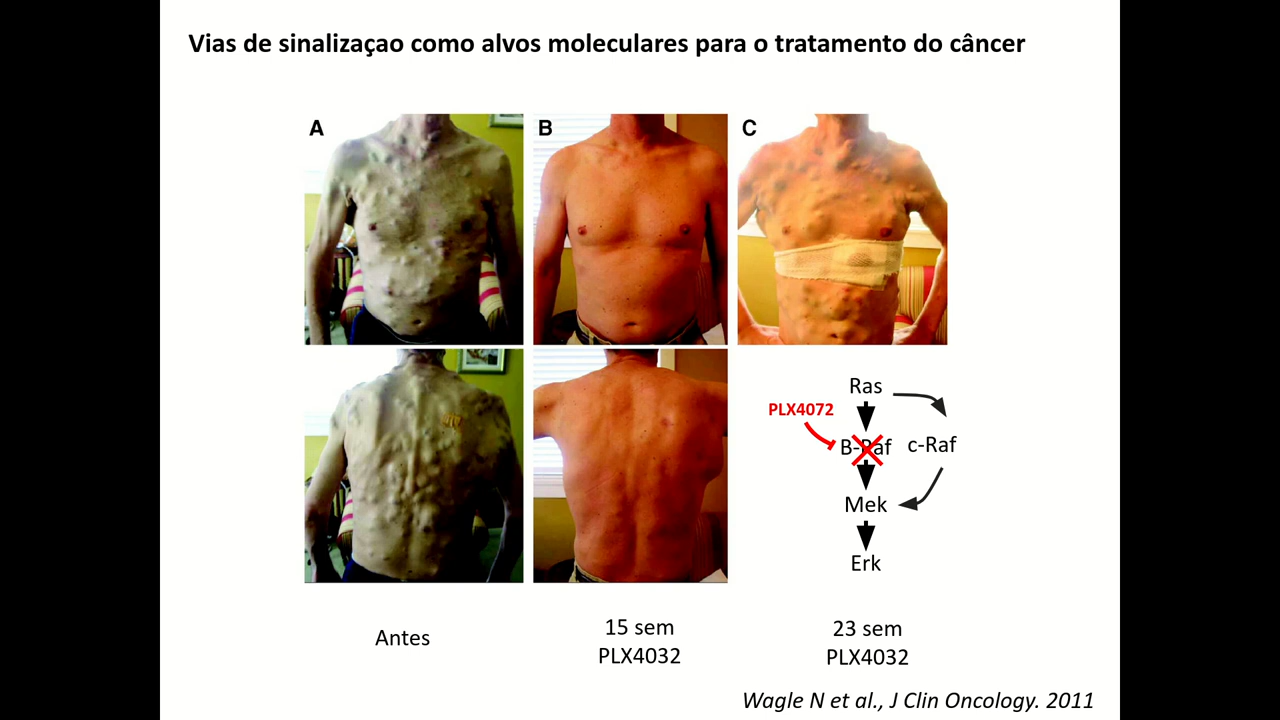 Vias de sinalizaçao como alvos moleculares para o tratamento do câncer
A
B
C
Ras
PLX4072
B-Raf
c-Raf
Mek
Erk
Antes
15 sem
PLX4032
23 sem
PLX4032
Wagle N et al., J Clin Oncology. 2011